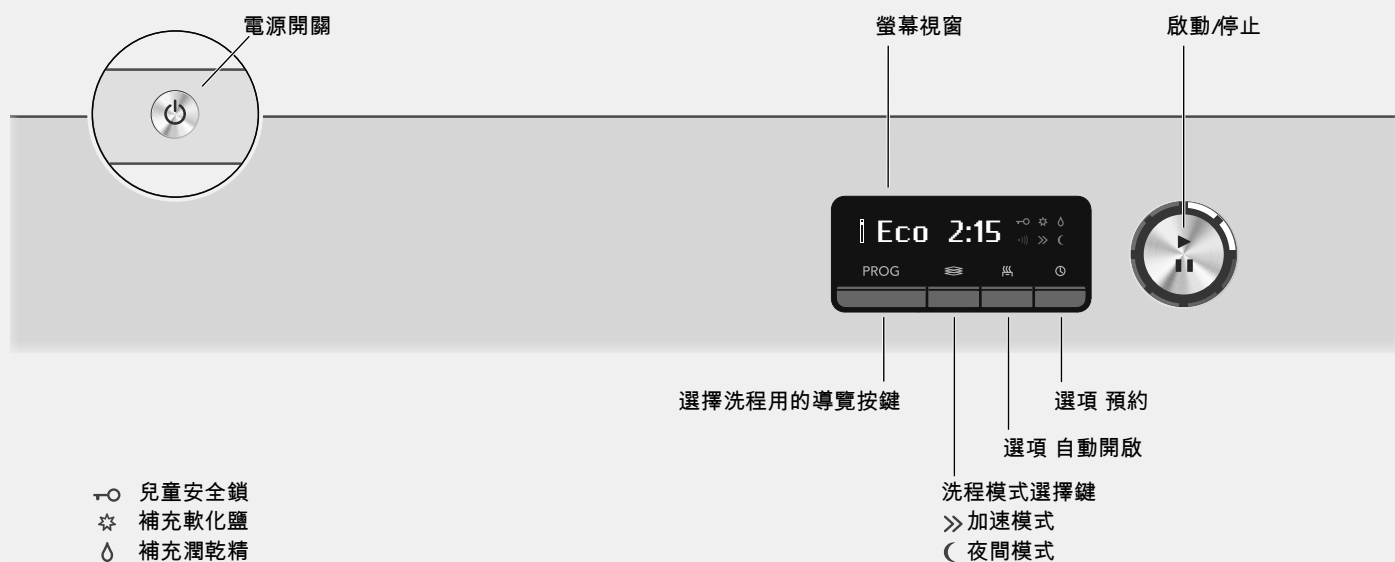 電源開關
螢幕視窗
啟動/停止
Eco 2:15
PROG
選擇洗程用的導覽按鍵
選項 預約
選項 自動開啟
兒童安全鎖
補充軟化鹽
補充潤乾精
洗程模式選擇鍵
加速模式
夜間模式